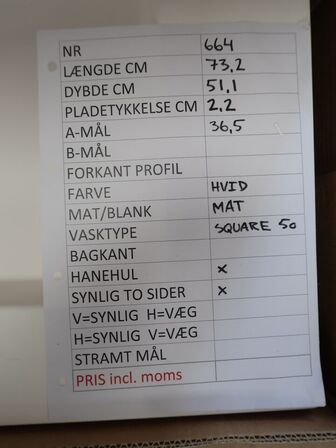 NR 664
LÆNGDE CM 73,2
DYBDE CM 51,1
PLADETYKKELSE CM 2,2
A-MÅL 36,5
B-MÅL
FORKANT PROFIL
FARVE HVID
MAT/BLANK MAT
VASKTYPE SQUARE 50
BAGKANT
HANEHUL x
SYNLIG TO SIDER x
V=SYNLIG H=VÆG
H=SYNLIG V=VÆG
STRAMT MÅL
PRIS incl. moms